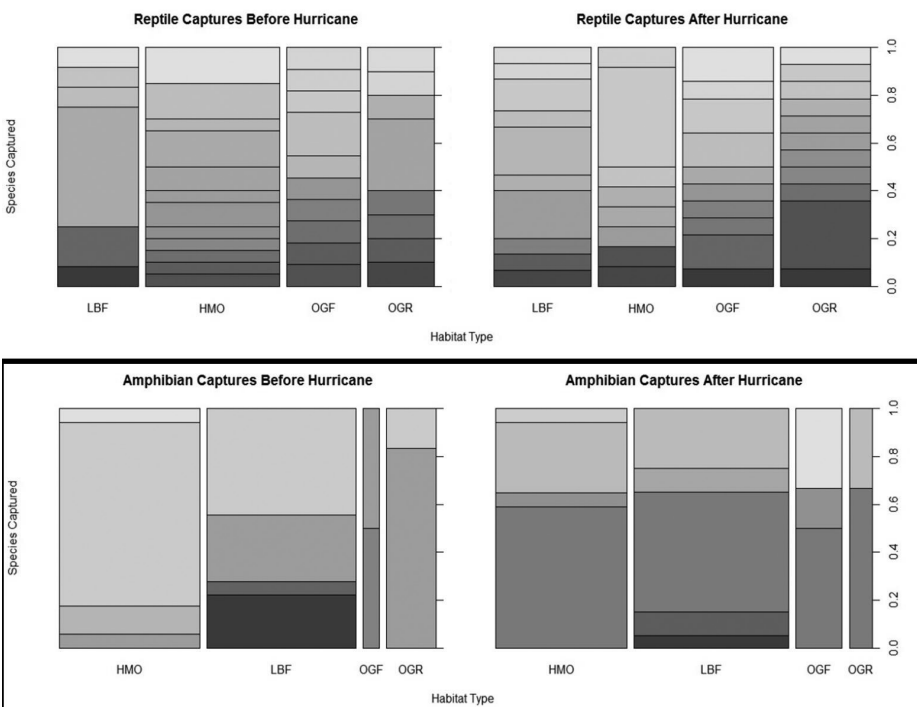 Reptile Captures Before Hurricane
Reptile Captures After Hurricane
Species Captured
1.0
0.8
0.6
0.4
0.2
0.0
LBF
HMO
OGF
OGR
LBF
HMO
OGF
OGR
Habitat Type
Amphibian Captures Before Hurricane
Amphibian Captures After Hurricane
Species Captured
1.0
0.8
0.6
0.4
0.2
0.0
HMO
LBF
OGF
OGR
HMO
LBF
OGF
OGR
Habitat Type